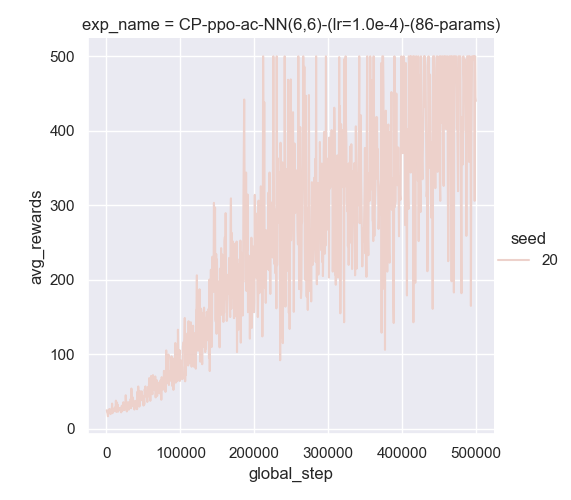 exp_name = CP-ppo-ac-NN(6,6)-(lr=1.0e-4)-(86-params)
500
400
300
200
100
0
avg_rewards
seed
20
0 100000 200000 300000 400000 500000
global_step